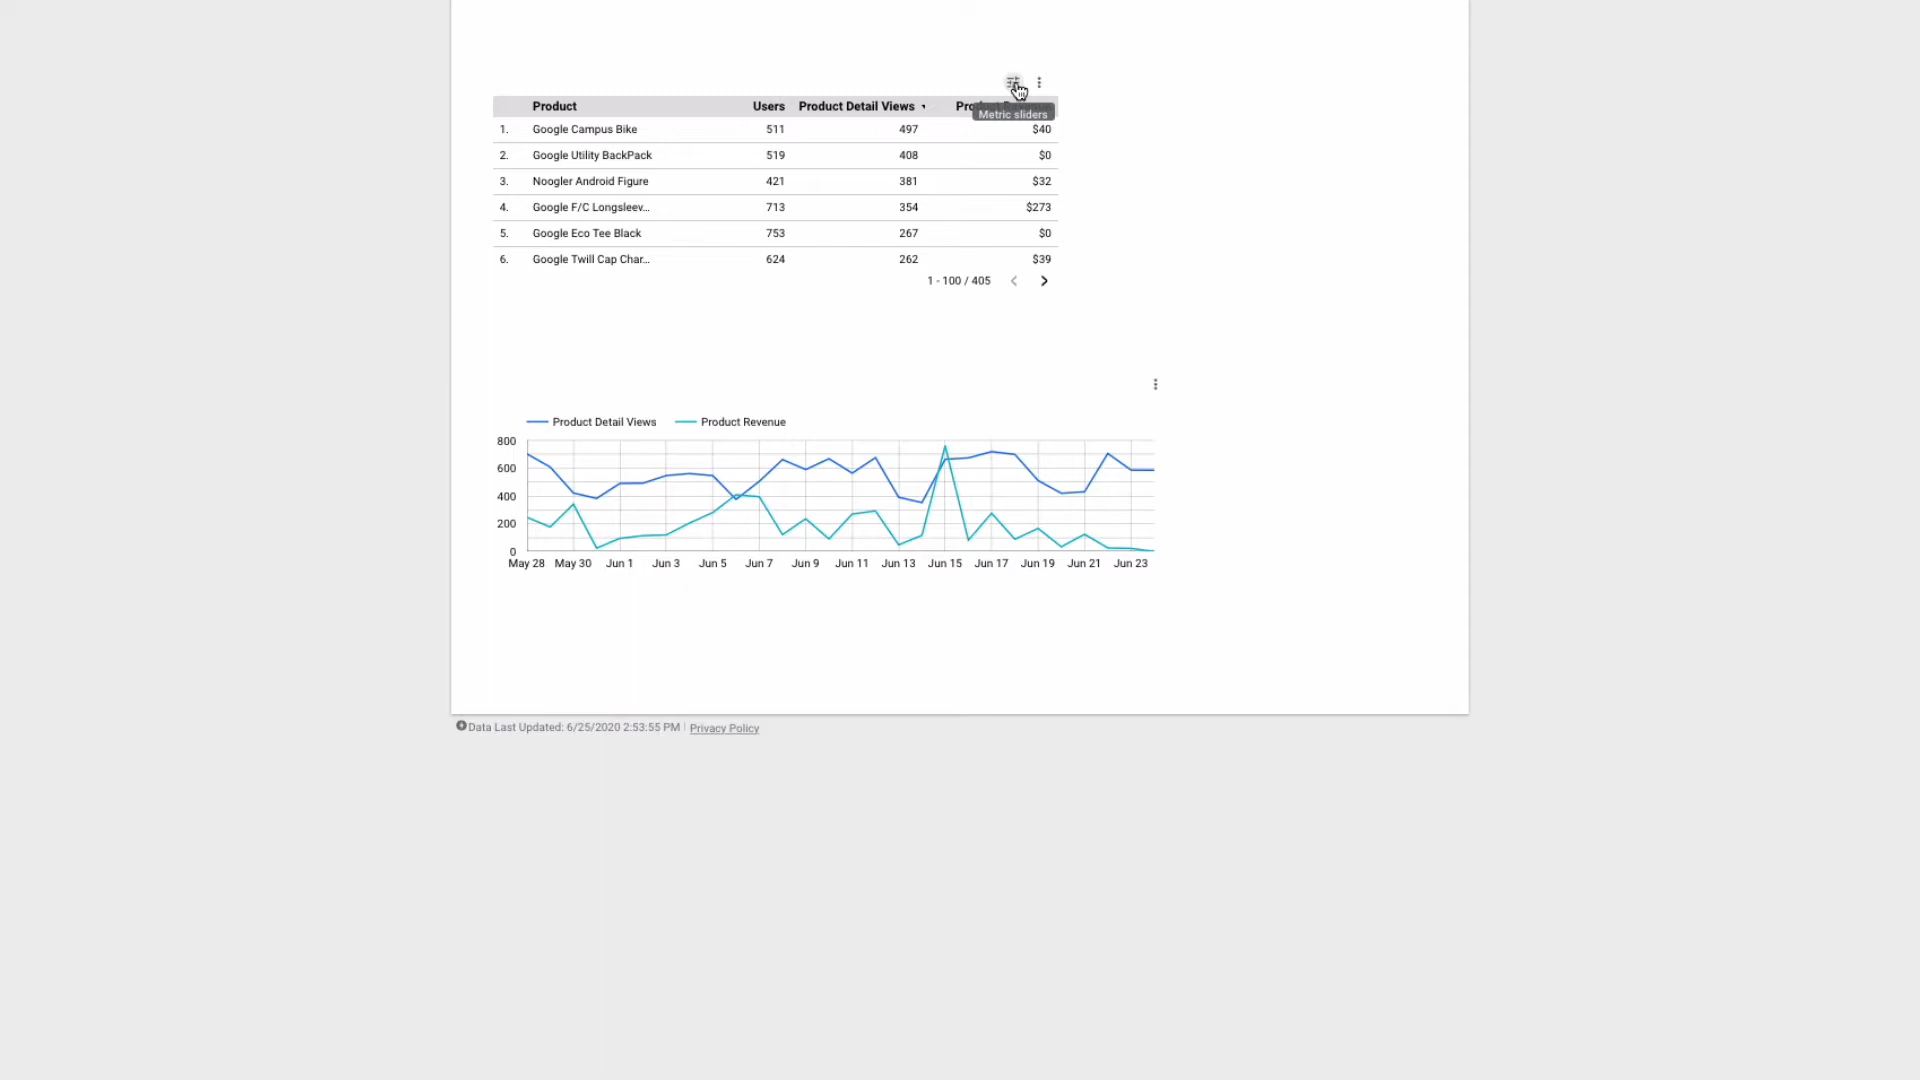 Product Users Product Detail Views
Metric sliders
1. Google Campus Bike 511 497 $40
2. Google Utility BackPack 519 408 $0
3. Noogler Android Figure 421 381 $32
4. Google F/C Longsleev... 713 354 $273
5. Google Eco Tee Black 753 267 $0
6. Google Twill Cap Char... 624 262 $39
1 - 100 / 405
Product Detail Views Product Revenue
800
600
400
200
0
May 28 May 30 Jun 1 Jun 3 Jun 5 Jun 7 Jun 9 Jun 11 Jun 13 Jun 15 Jun 17 Jun 19 Jun 21 Jun 23
Data Last Updated: 6/25/2020 2:53:55 PM | Privacy Policy